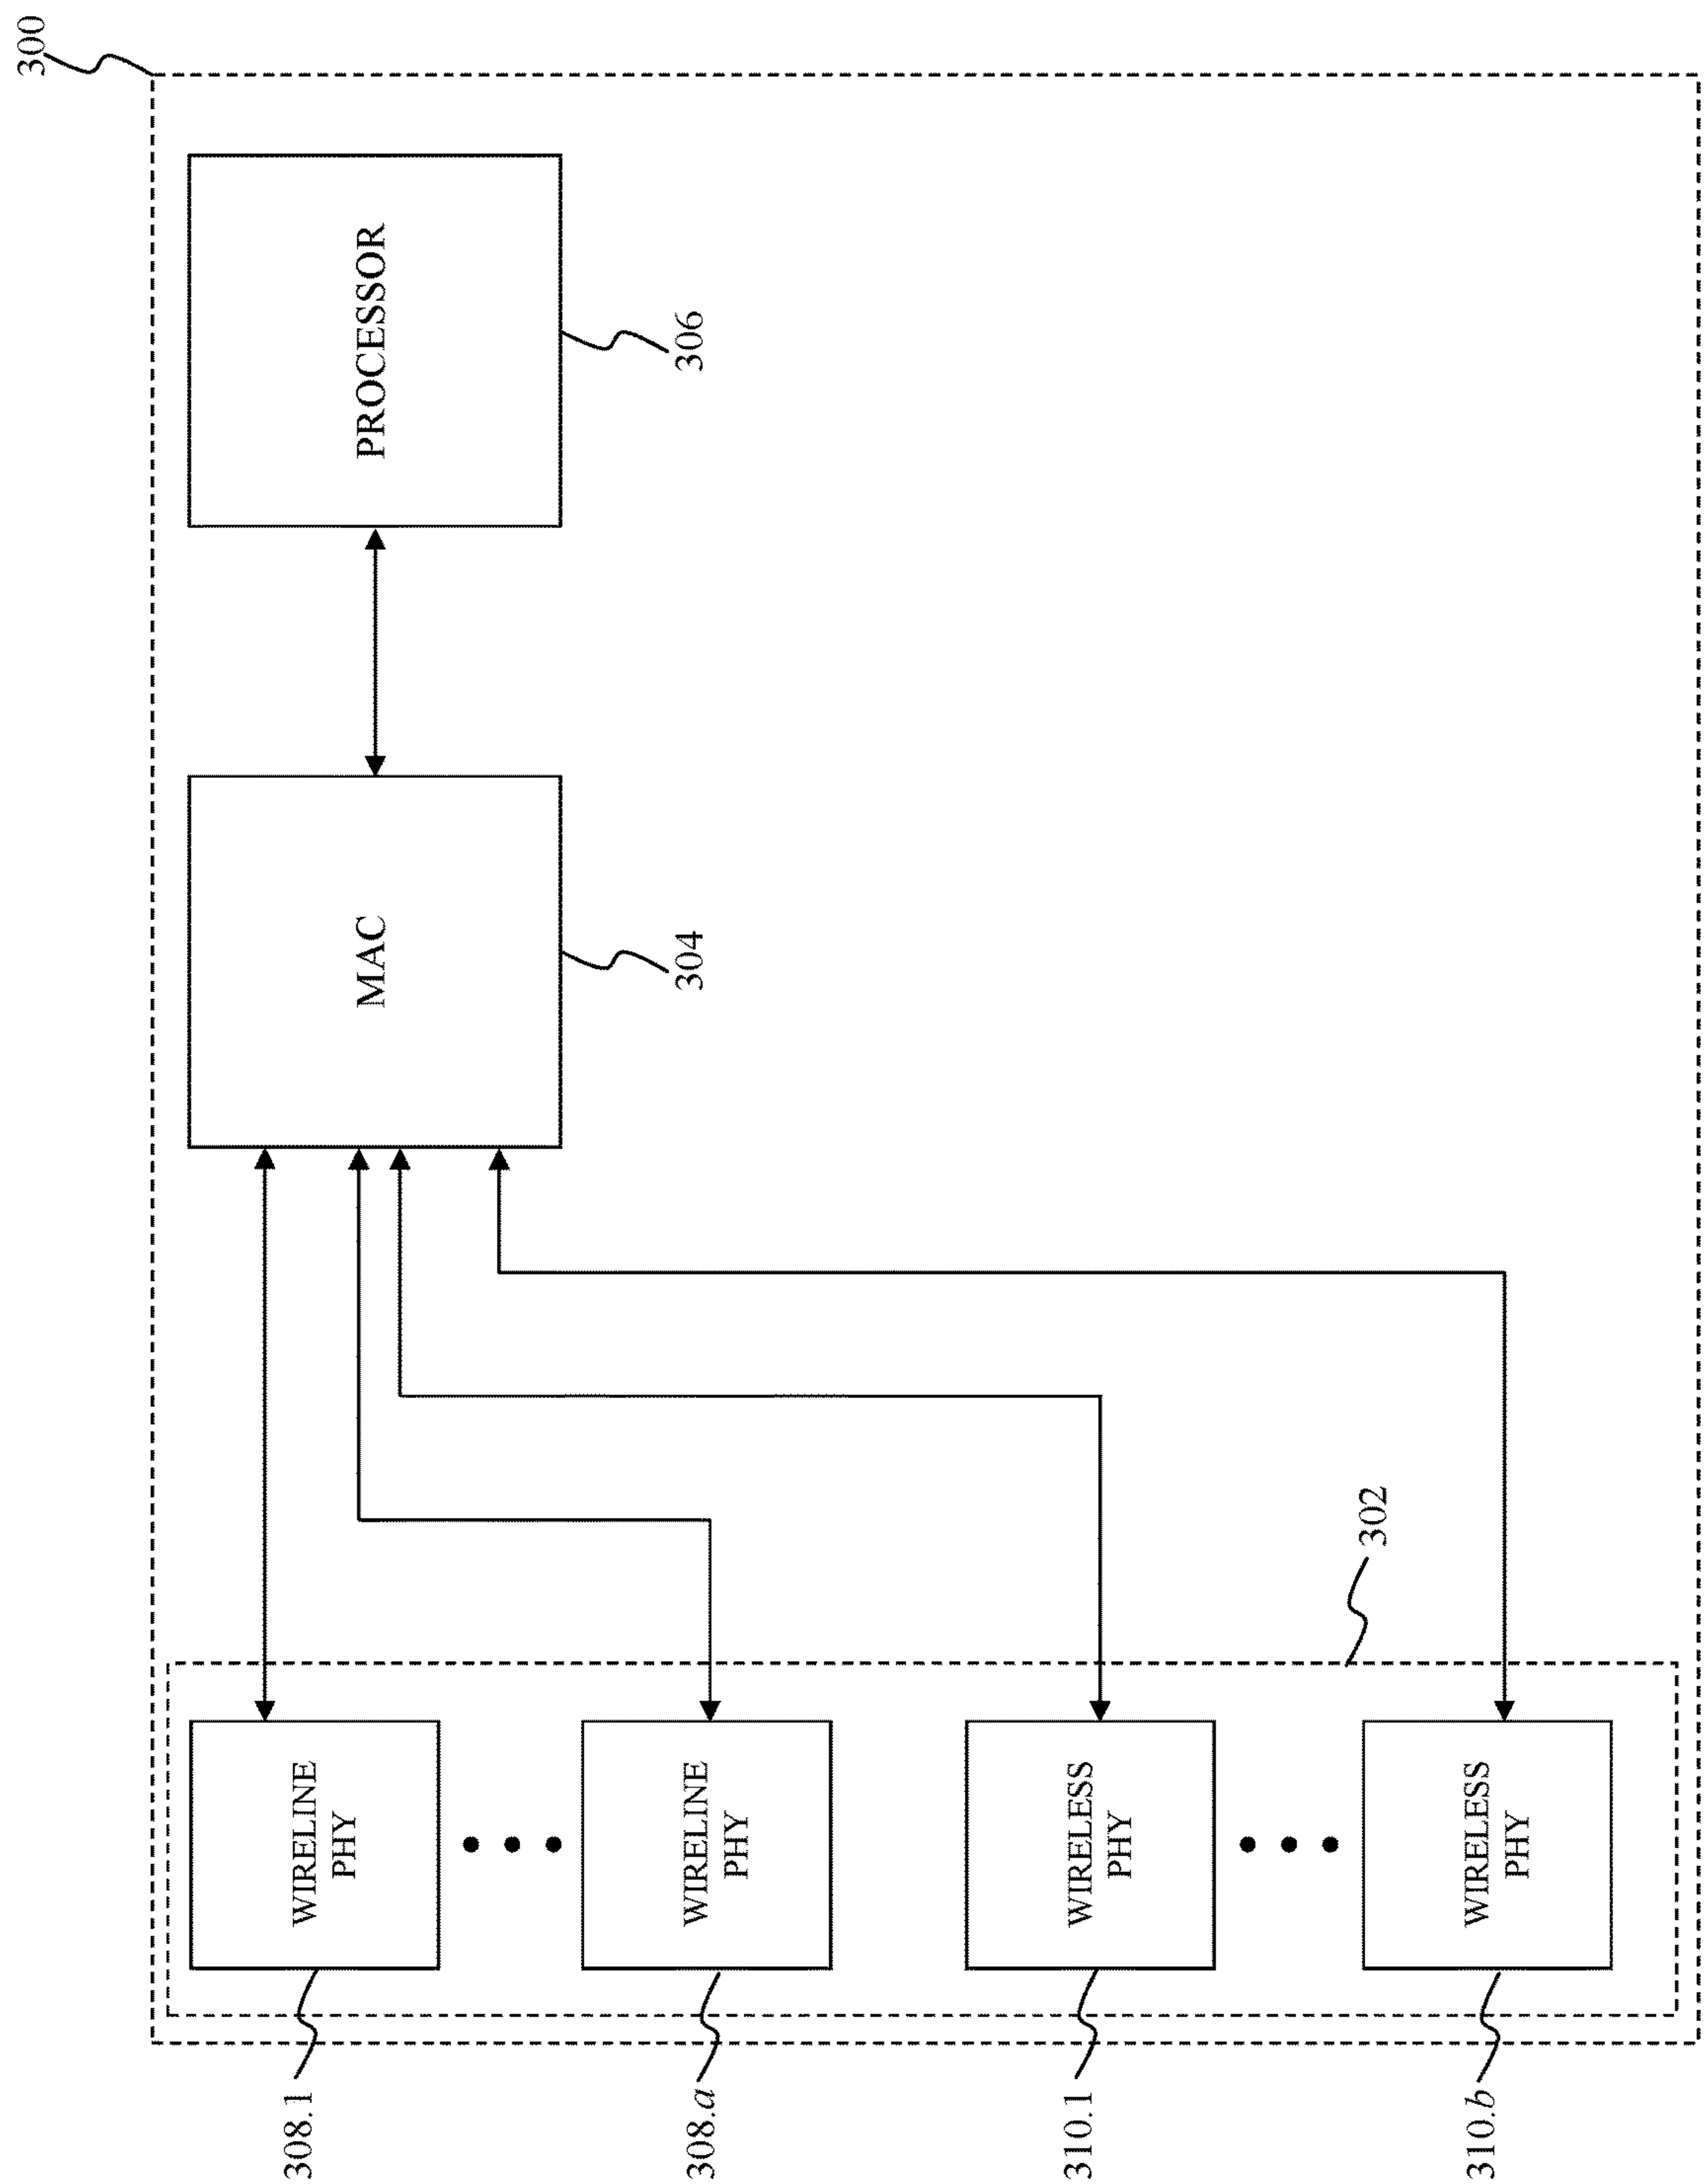 300
308.1
WIRELINE
PHY
MAC
PROCESSOR
304
306
308.a
WIRELINE
PHY
310.1
WIRELESS
PHY
302
310.b
WIRELESS
PHY